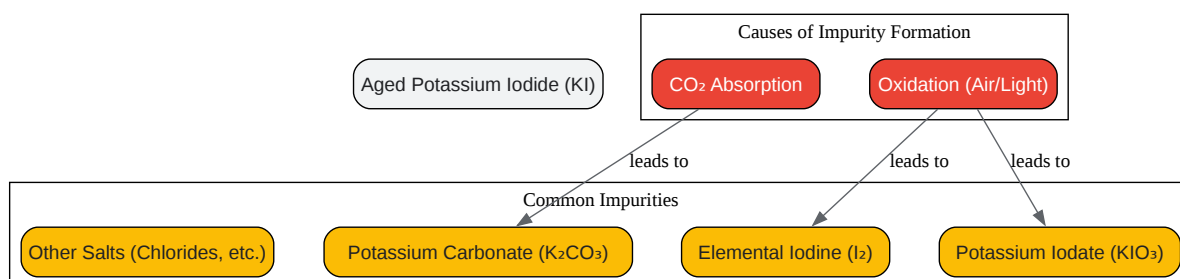 Causes of Impurity Formation
Aged Potassium Iodide (KI)
CO₂ Absorption
Oxidation (Air/Light)
leads to
leads to
leads to
Common Impurities
Other Salts (Chlorides, etc.)
Potassium Carbonate (K₂CO₃)
Elemental Iodine (I₂)
Potassium Iodate (KIO₃)